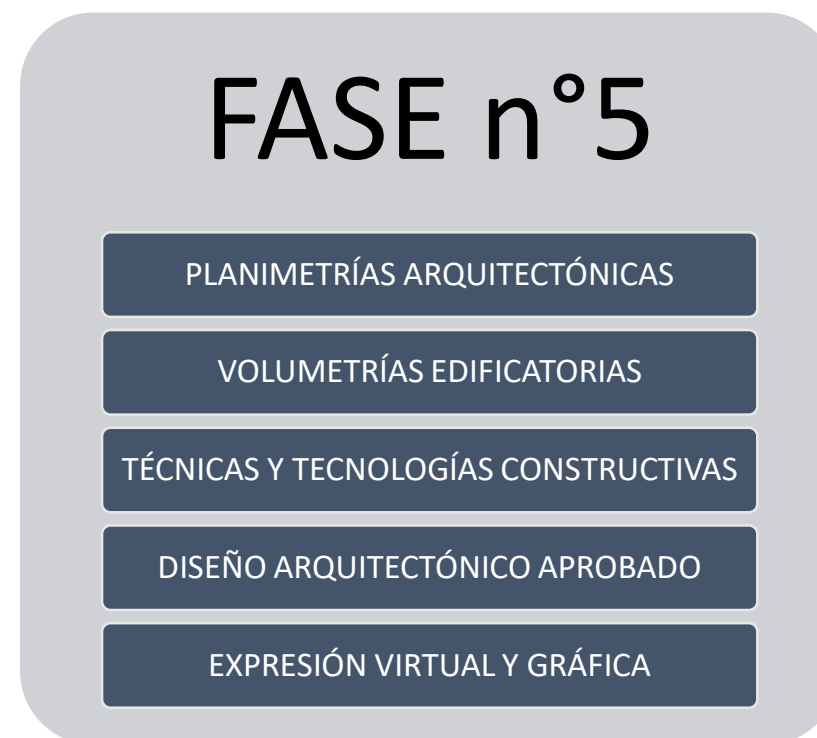 FASE n°5
PLANIMETRÍAS ARQUITECTÓNICAS
VOLUMETRÍAS EDIFICATORIAS
TÉCNICAS Y TECNOLOGÍAS CONSTRUCTIVAS
DISEÑO ARQUITECTÓNICO APROBADO
EXPRESIÓN VIRTUAL Y GRÁFICA